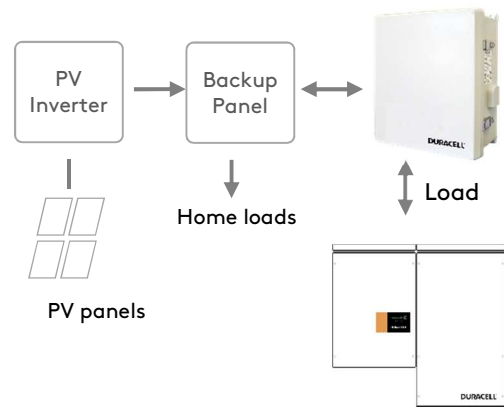 PV
Inverter
Backup
Panel
DURACELL
Home loads
Load
PV panels
DURACELL